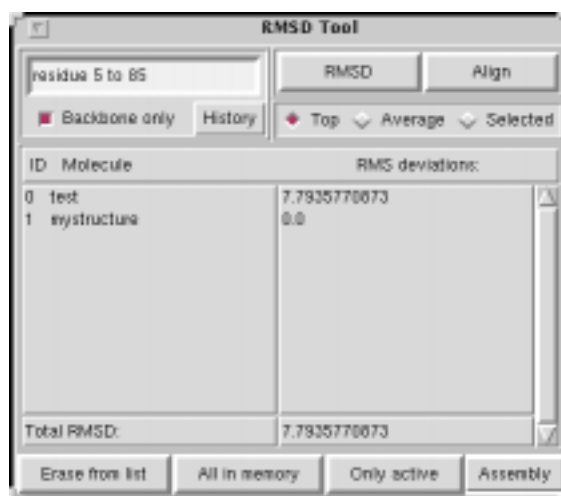 RMSD Tool
residue 5 to 85
RMSD Align
Backbone only History Top Average Selected
ID Molecule RMS deviations:
0 test 7.7935770873
1 mystructure 0.0
Total RMSD: 7.7935770873
Erase from list All in memory Only active Assembly